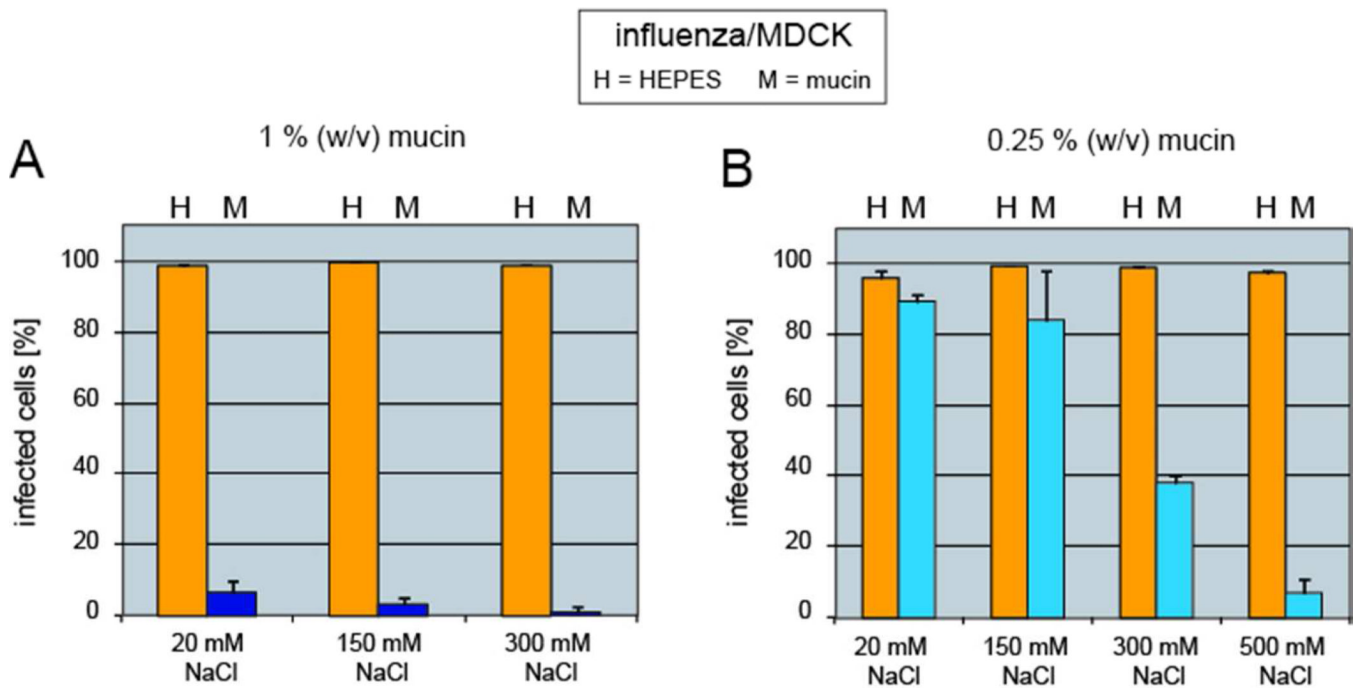 influenza/MDCK
H = HEPES M = mucin
A
1 % (w/v) mucin
H M H M H M
infected cells [%]
100
80
60
40
20
0
20 mM 150 mM 300 mM
NaCl NaCl NaCl
B
0.25 % (w/v) mucin
H M H M H M H M
infected cells [%]
100
80
60
40
20
0
20 mM 150 mM 300 mM 500 mM
NaCl NaCl NaCl NaCl